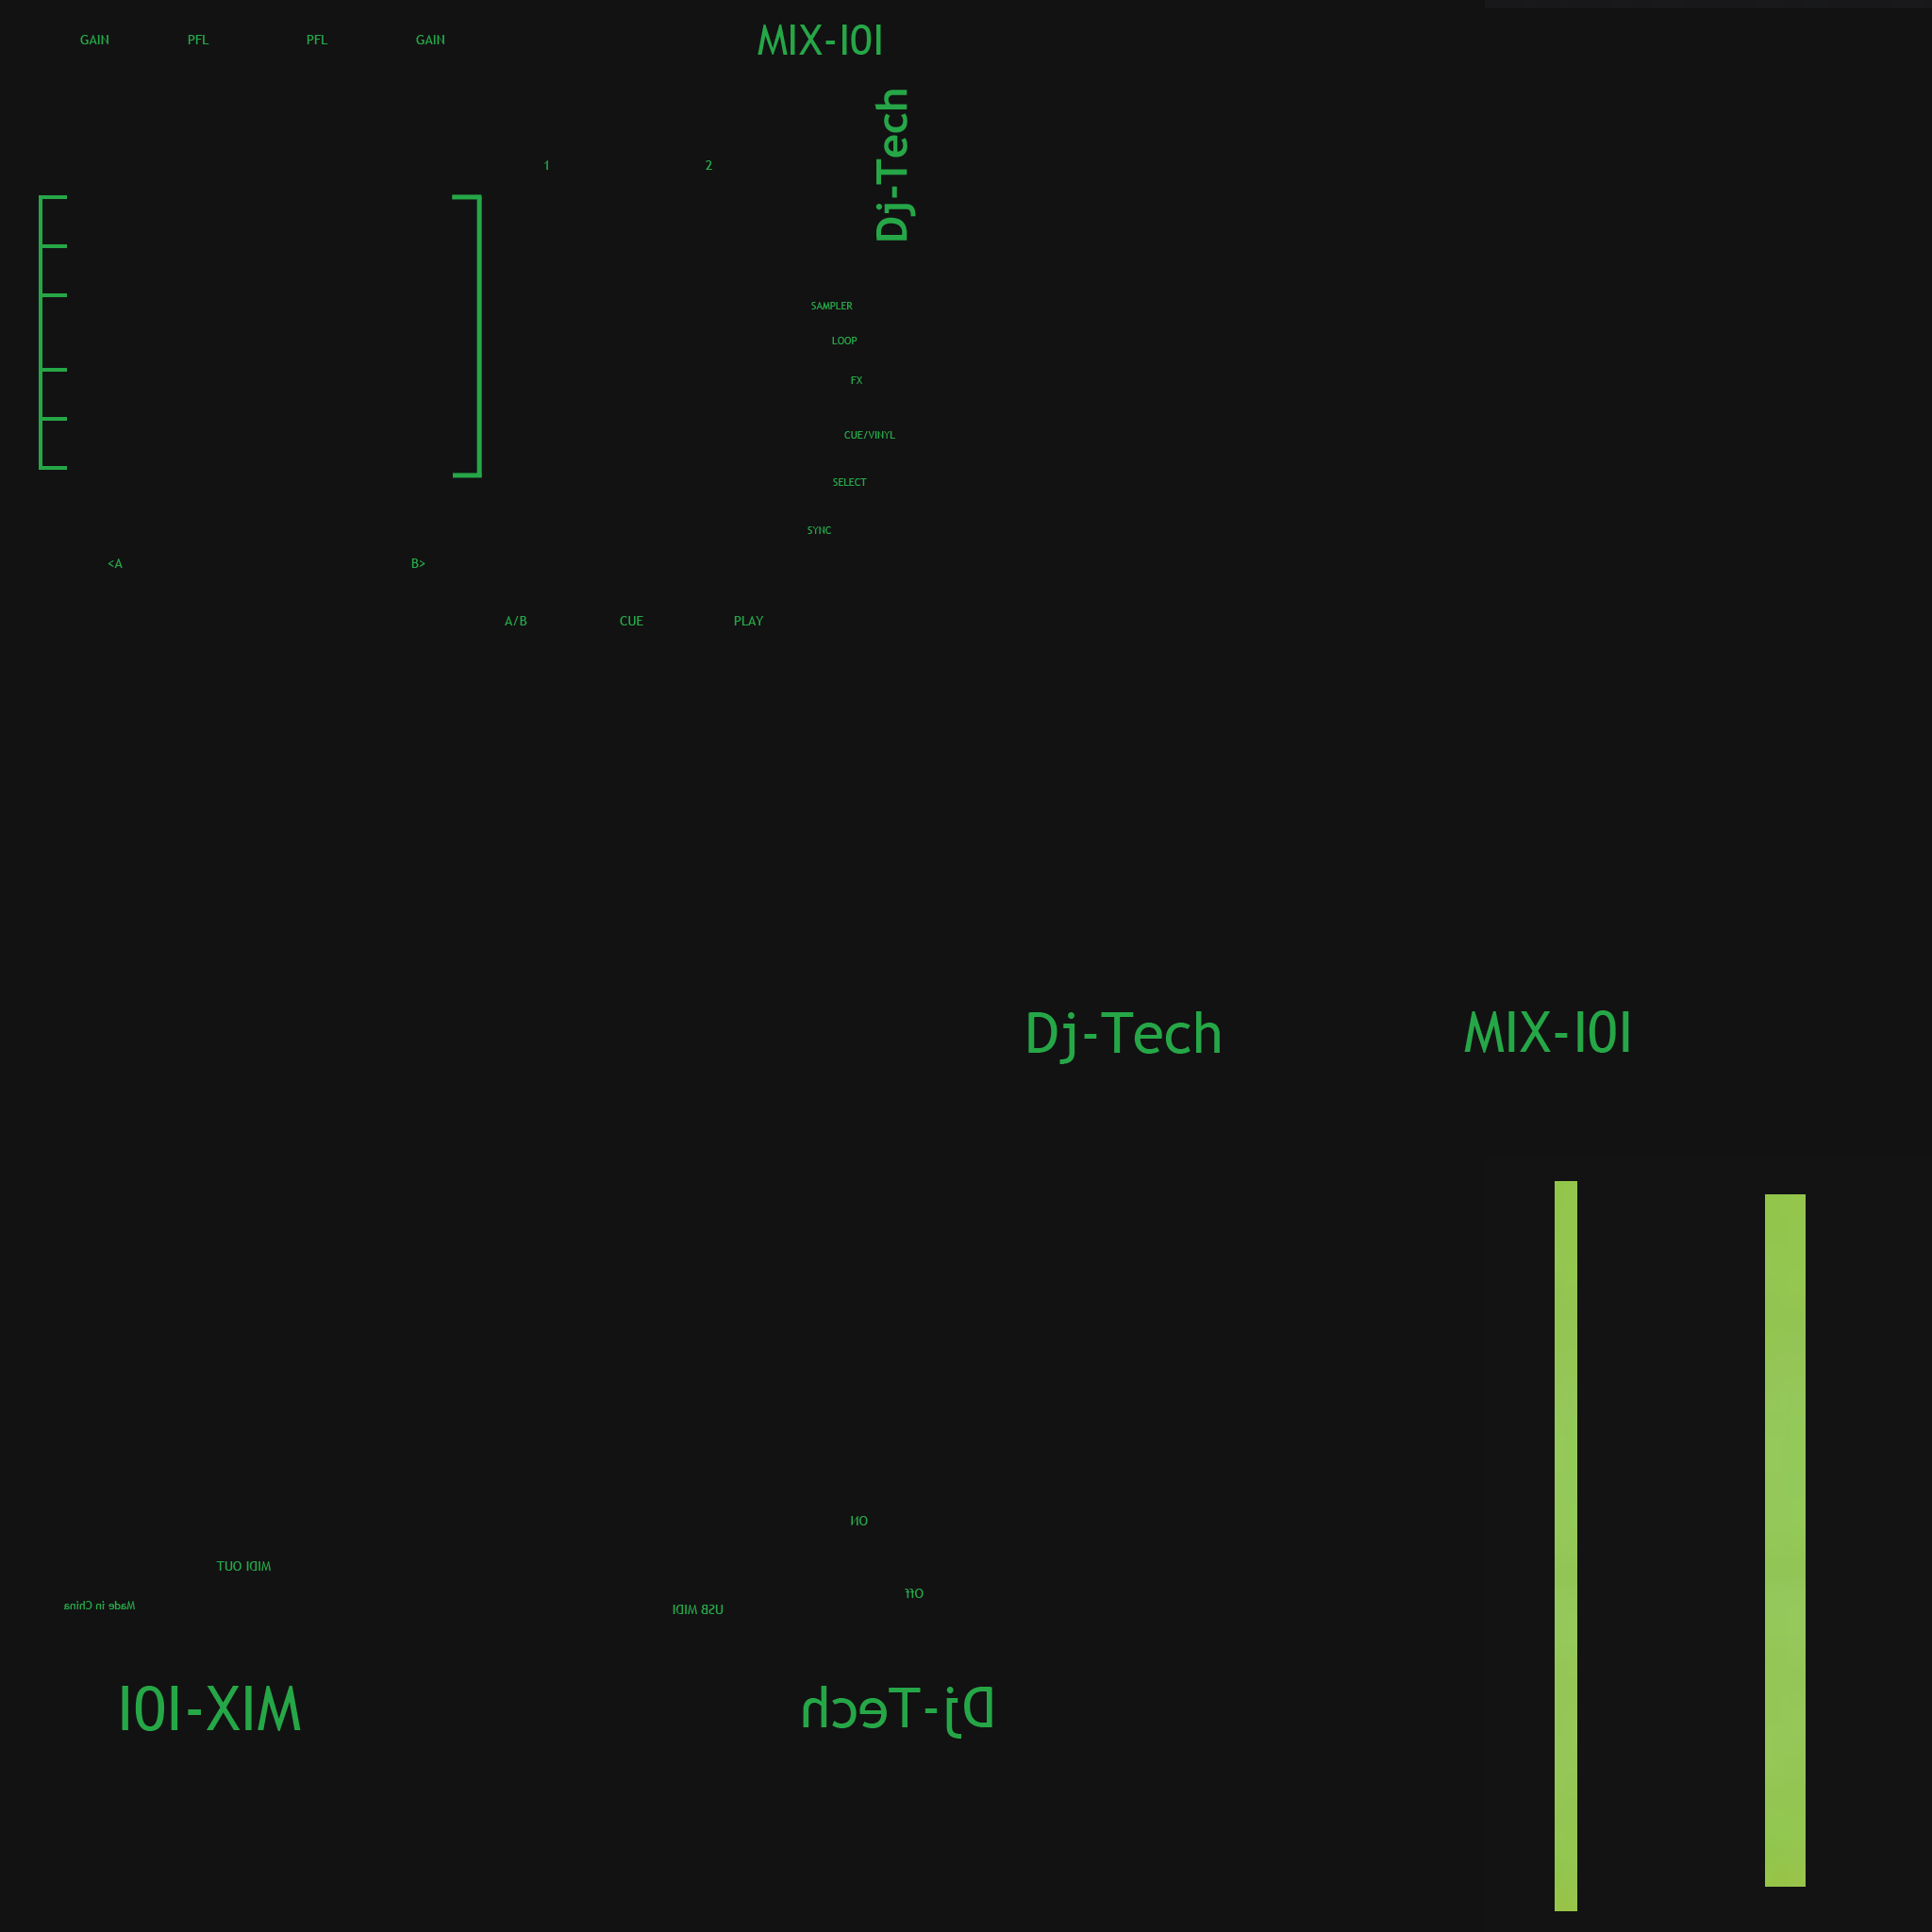 GAIN PFL PFL GAIN MIX-101
Dj-Tech
1 2
SAMPLER
LOOP
FX
CUE/VINYL
SELECT
SYNC
<A B>
A/B CUE PLAY
Dj-Tech MIX-101
ON
MIDI OUT
Off
Made in China
USB MIDI
MIX-101 Dj-Tech